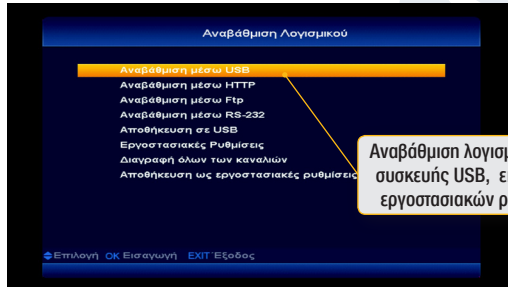 Αναβάθμιση Λογισμικού
Αναβάθμιση μέσω USB
Αναβάθμιση μέσω HTTP
Αναβάθμιση μέσω Ftp
Αναβάθμιση μέσω RS-232
Αποθήκευση σε USB
Εργοστασιακές Ρυθμίσεις
Διαγραφή όλων των καναλιών
Αποθήκευση ως εργοστασιακές ρυθμίσεις
Αναβάθμιση
συσκευής USB,
εργοστασιακών
Επιλογή OK Εισαγωγή EXIT Έξοδος